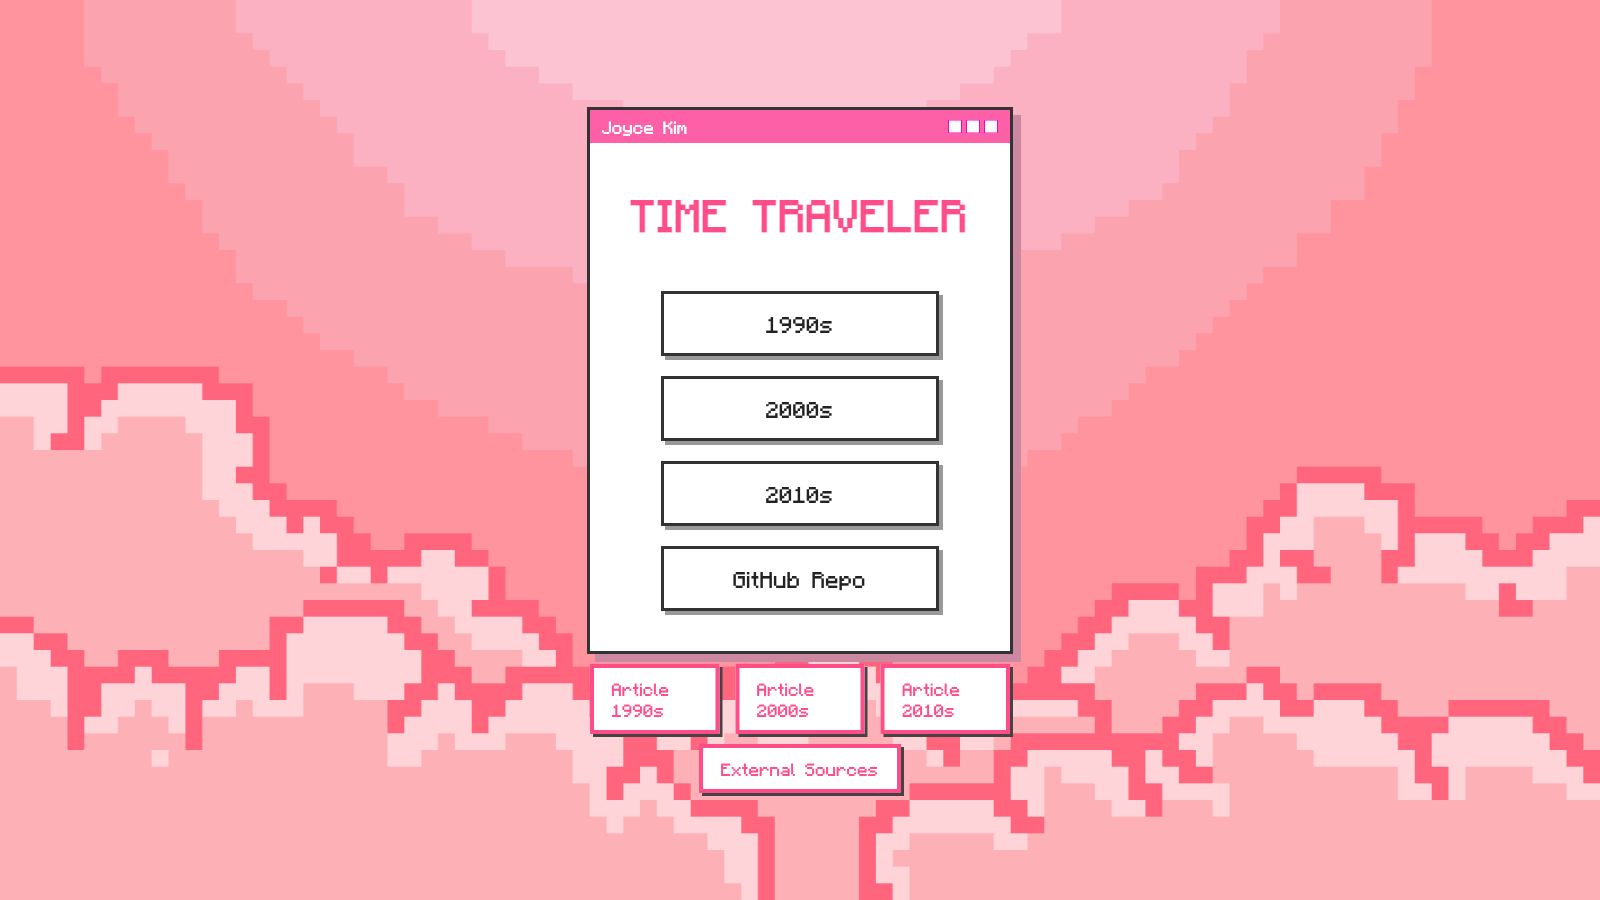 Joyce Kim
TIME TRAVELER
1990s
2000s
2010s
GitHub Repo
Article
1990s
Article
2000s
Article
2010s
External Sources